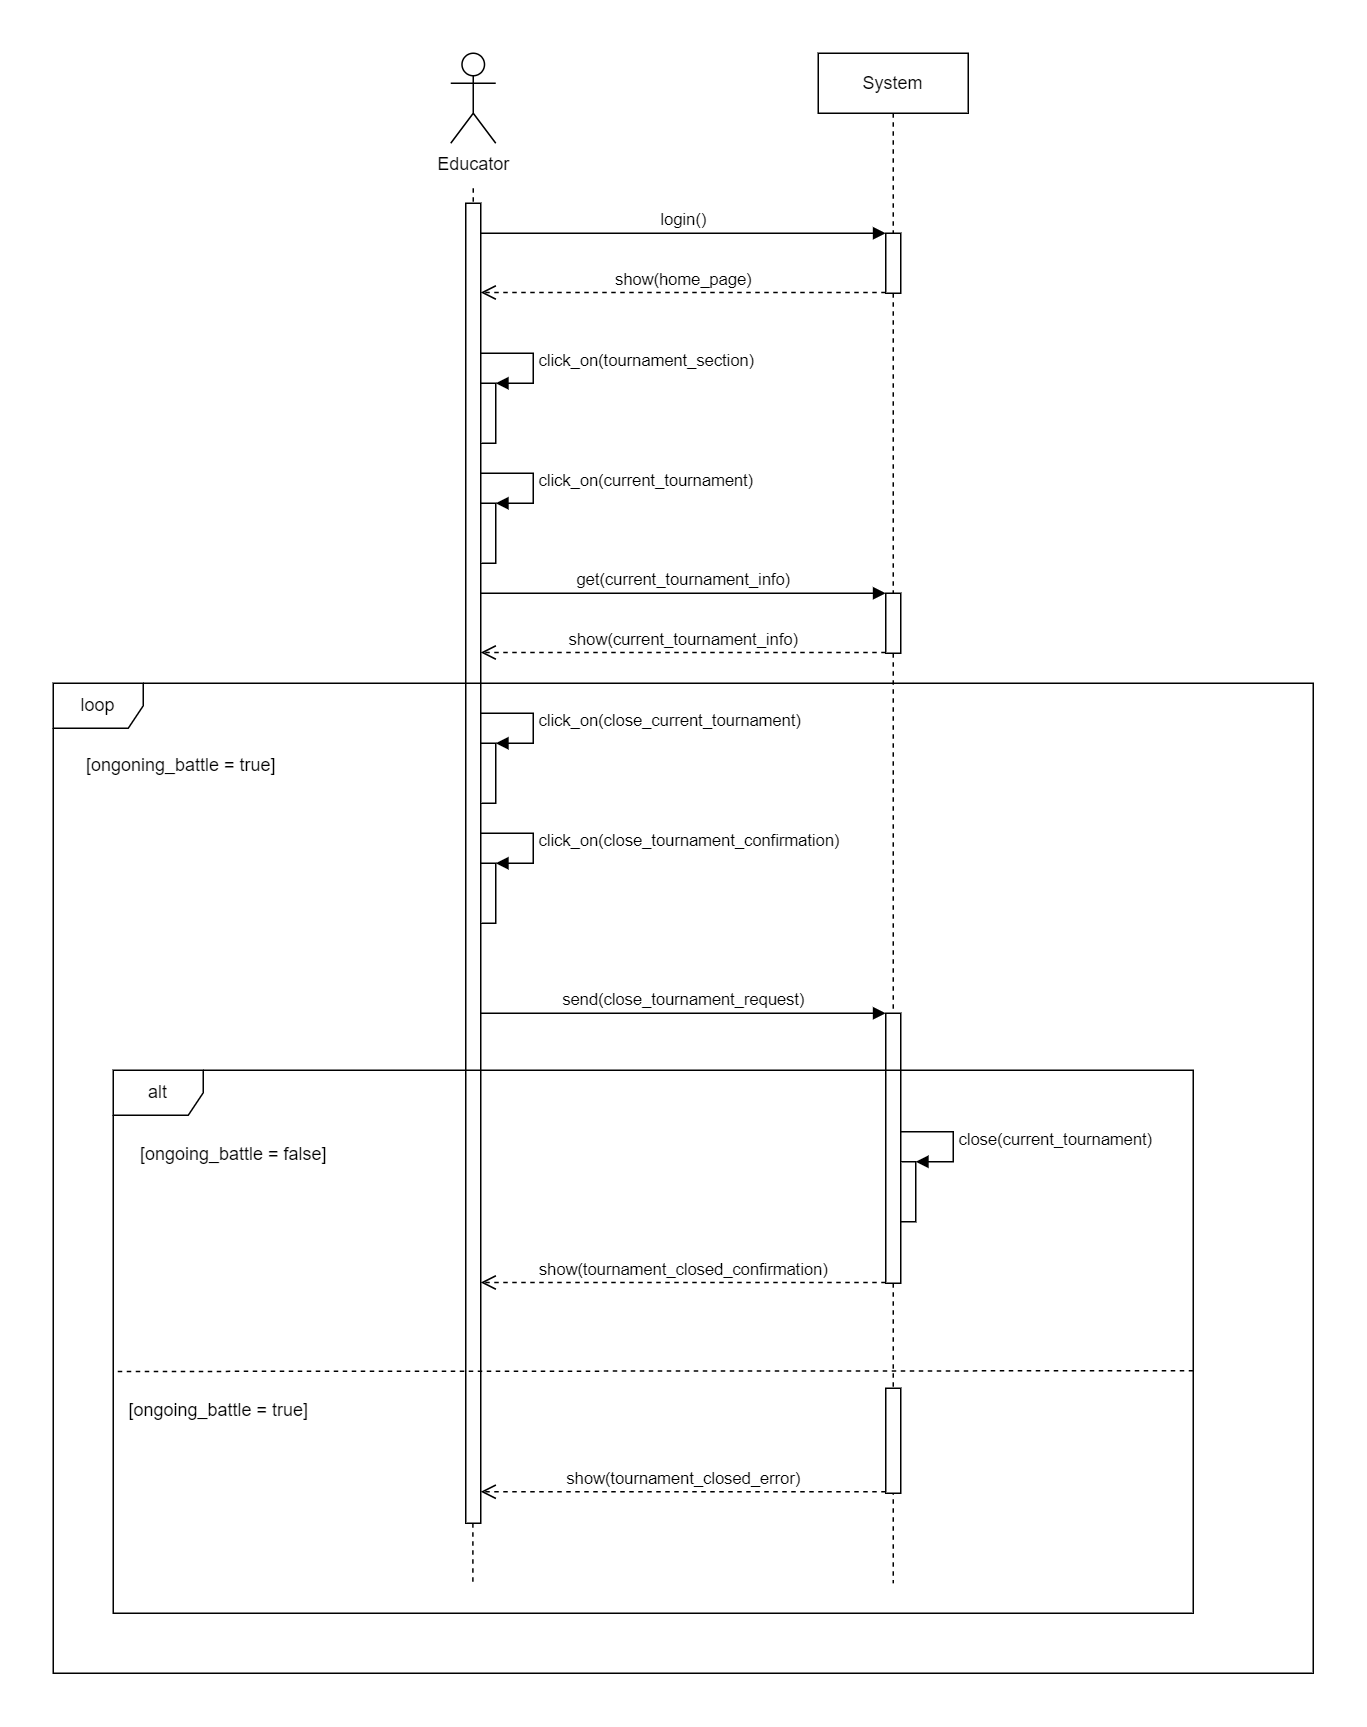 System
Educator
login()
show(home_page)
click_on(tournament_section)
click_on(current_tournament)
get(current_tournament_info)
show(current_tournament_info)
loop
click_on(close_current_tournament)
[ongoning_battle = true]
click_on(close_tournament_confirmation)
send(close_tournament_request)
alt
close(current_tournament)
[ongoing_battle = false]
show(tournament_closed_confirmation)
[ongoing_battle = true]
show(tournament_closed_error)